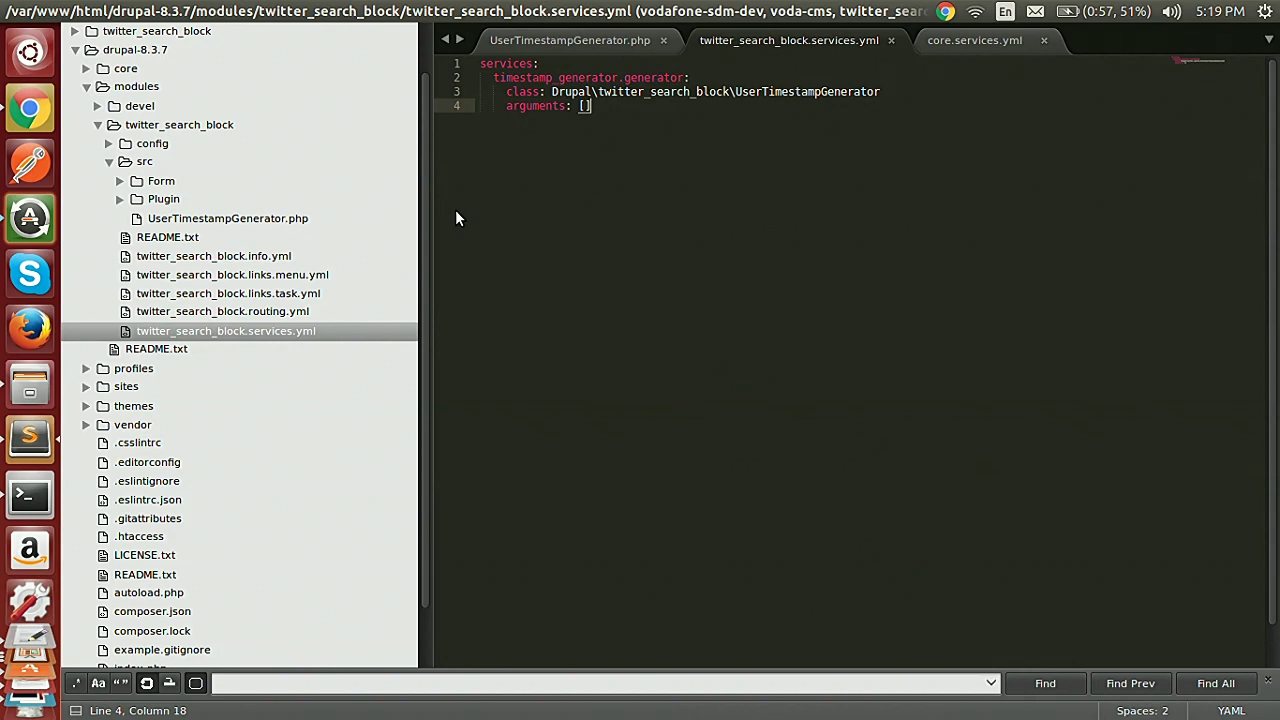 /var/www/html/drupal-8.3.7/modules/twitter_search_block/twitter_search_block.services.yml (vodafone-sdm-dev, voda-cms, twitter_sear
En
(0:57, 51%)
5:19 PM
twitter_search_block
drupal-8.3.7
core
modules
devel
twitter_search_block
config
src
Form
Plugin
UserTimestampGenerator.php
README.txt
twitter_search_block.info.yml
twitter_search_block.links.menu.yml
twitter_search_block.links.task.yml
twitter_search_block.routing.yml
twitter_search_block.services.yml
README.txt
profiles
sites
themes
vendor
.csslintrc
.editorconfig
.eslintignore
.eslintrc.json
.gitattributes
.htaccess
LICENSE.txt
README.txt
autoload.php
composer.json
composer.lock
example.gitignore
UserTimestampGenerator.php
twitter_search_block.services.yml
core.services.yml
1 services:
2 timestamp_generator.generator:
3 class: Drupal\twitter_search_block\UserTimestampGenerator
4 arguments: []
.* Aa “”
Find
Find Prev
Find All
Line 4, Column 18
Spaces: 2
YAML